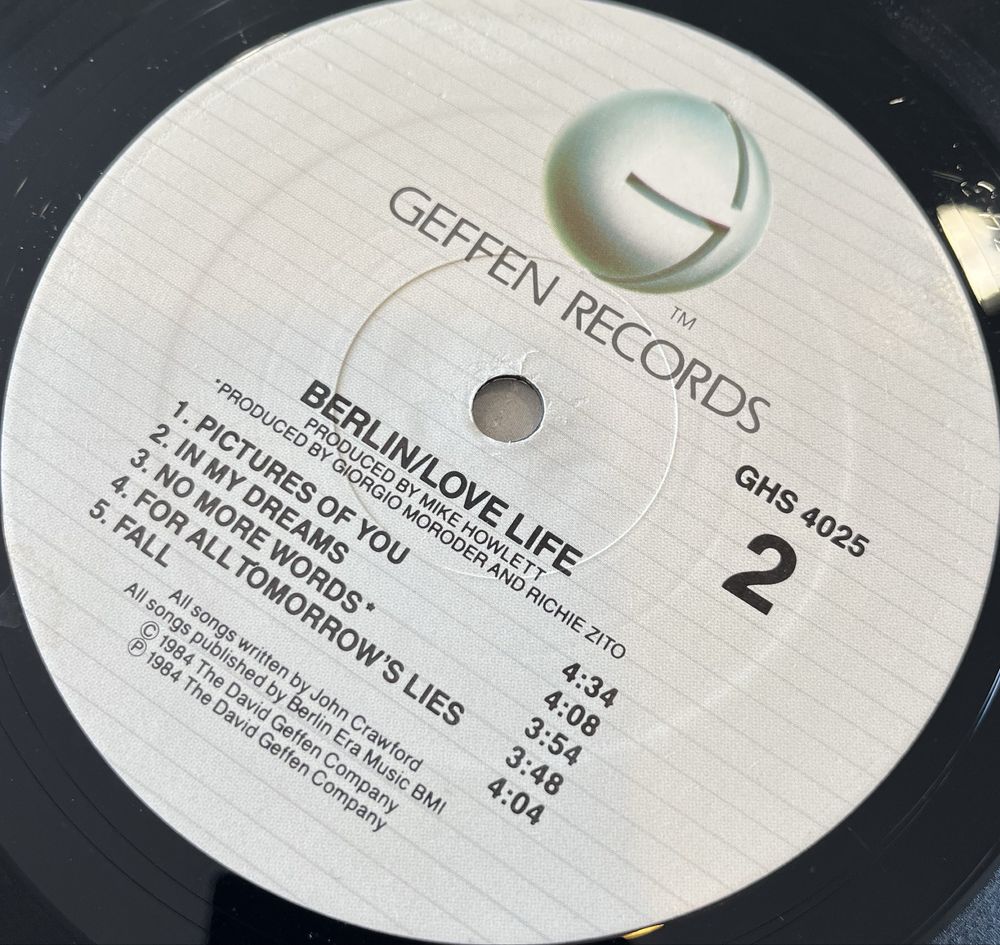 GEFFEN RECORDS
TM
GHS 4025
2
BERLIN/LOVE LIFE
PRODUCED BY MIKE HOWLETT
*PRODUCED BY GIORGIO MORODER AND RICHIE ZITO
1. PICTURES OF YOU 4:34
2. IN MY DREAMS 4:08
3. NO MORE WORDS* 3:54
4. FOR ALL TOMORROW'S LIES 3:48
5. FALL 4:04
All songs written by John Crawford
All songs published by Berlin Era Music BMI
© 1984 The David Geffen Company
℗ 1984 The David Geffen Company